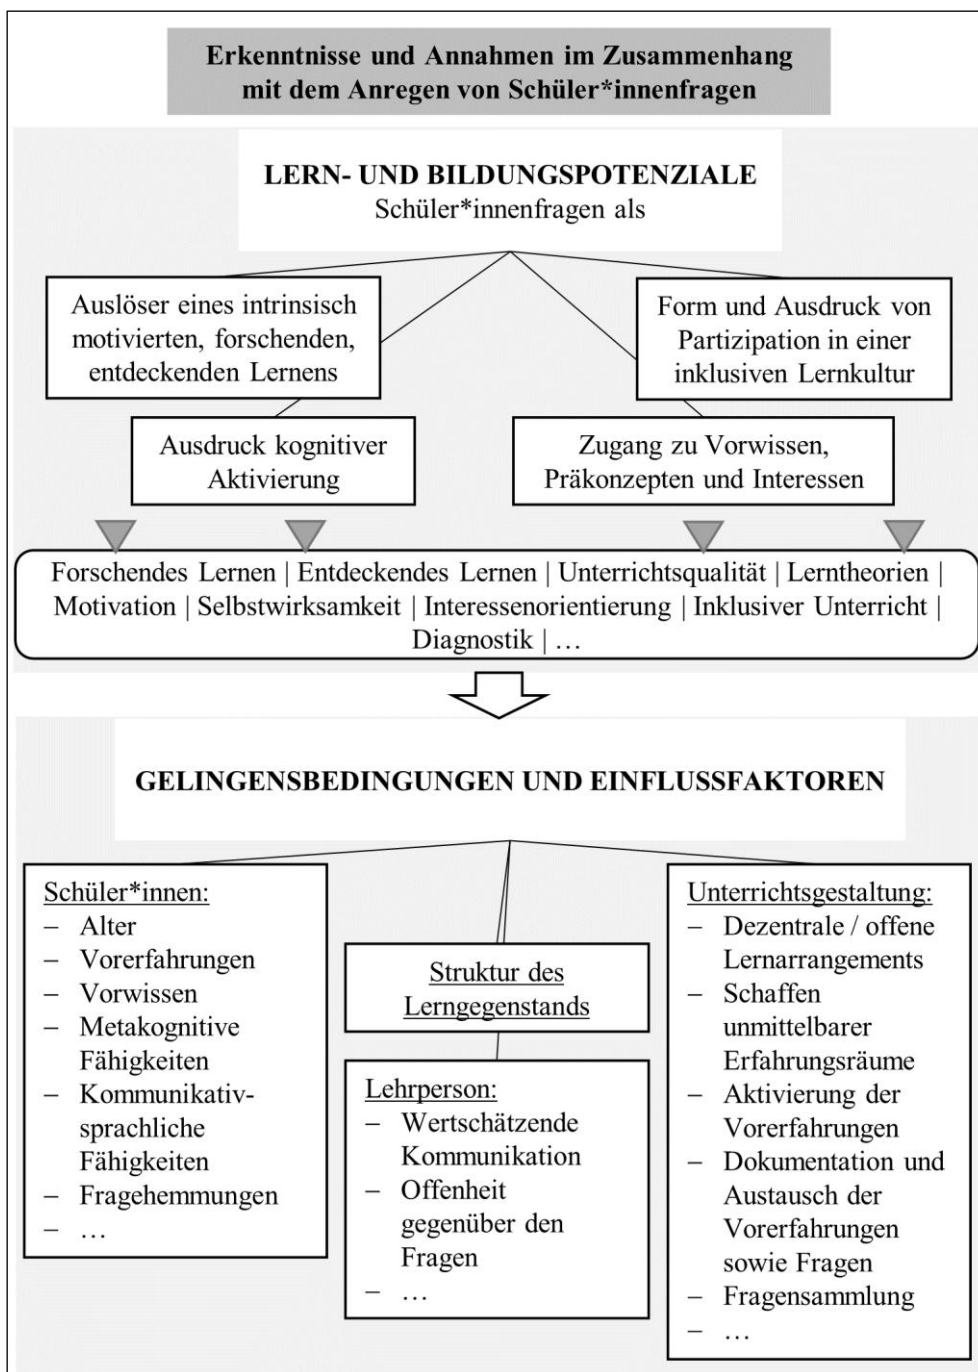 Erkenntnisse und Annahmen im Zusammenhang
mit dem Anregen von Schüler*innenfragen
LERN- UND BILDUNGSPOTENZIALE
Schüler*innenfragen als
Auslöser eines intrinsisch
motivierten, forschenden,
entdeckenden Lernens
Form und Ausdruck von
Partizipation in einer
inklusiven Lernkultur
Ausdruck kognitiver
Aktivierung
Zugang zu Vorwissen,
Präkonzepten und Interessen
Forschendes Lernen | Entdeckendes Lernen | Unterrichtsqualität | Lerntheorien |
Motivation | Selbstwirksamkeit | Interessenorientierung | Inklusiver Unterricht |
Diagnostik | …
GELINGENSBEDINGUNGEN UND EINFLUSSFAKTOREN
Schüler*innen:
– Alter
– Vorerfahrungen
– Vorwissen
– Metakognitive
Fähigkeiten
– Kommunikativ-
sprachliche
Fähigkeiten
– Fragehemmungen
– …
Struktur des
Lerngegenstands
Lehrperson:
– Wertschätzende
Kommunikation
– Offenheit
gegenüber den
Fragen
– …
Unterrichtsgestaltung:
– Dezentrale / offene
Lernarrangements
– Schaffen
unmittelbarer
Erfahrungsräume
– Aktivierung der
Vorerfahrungen
– Dokumentation und
Austausch der
Vorerfahrungen
sowie Fragen
– Fragensammlung
– …